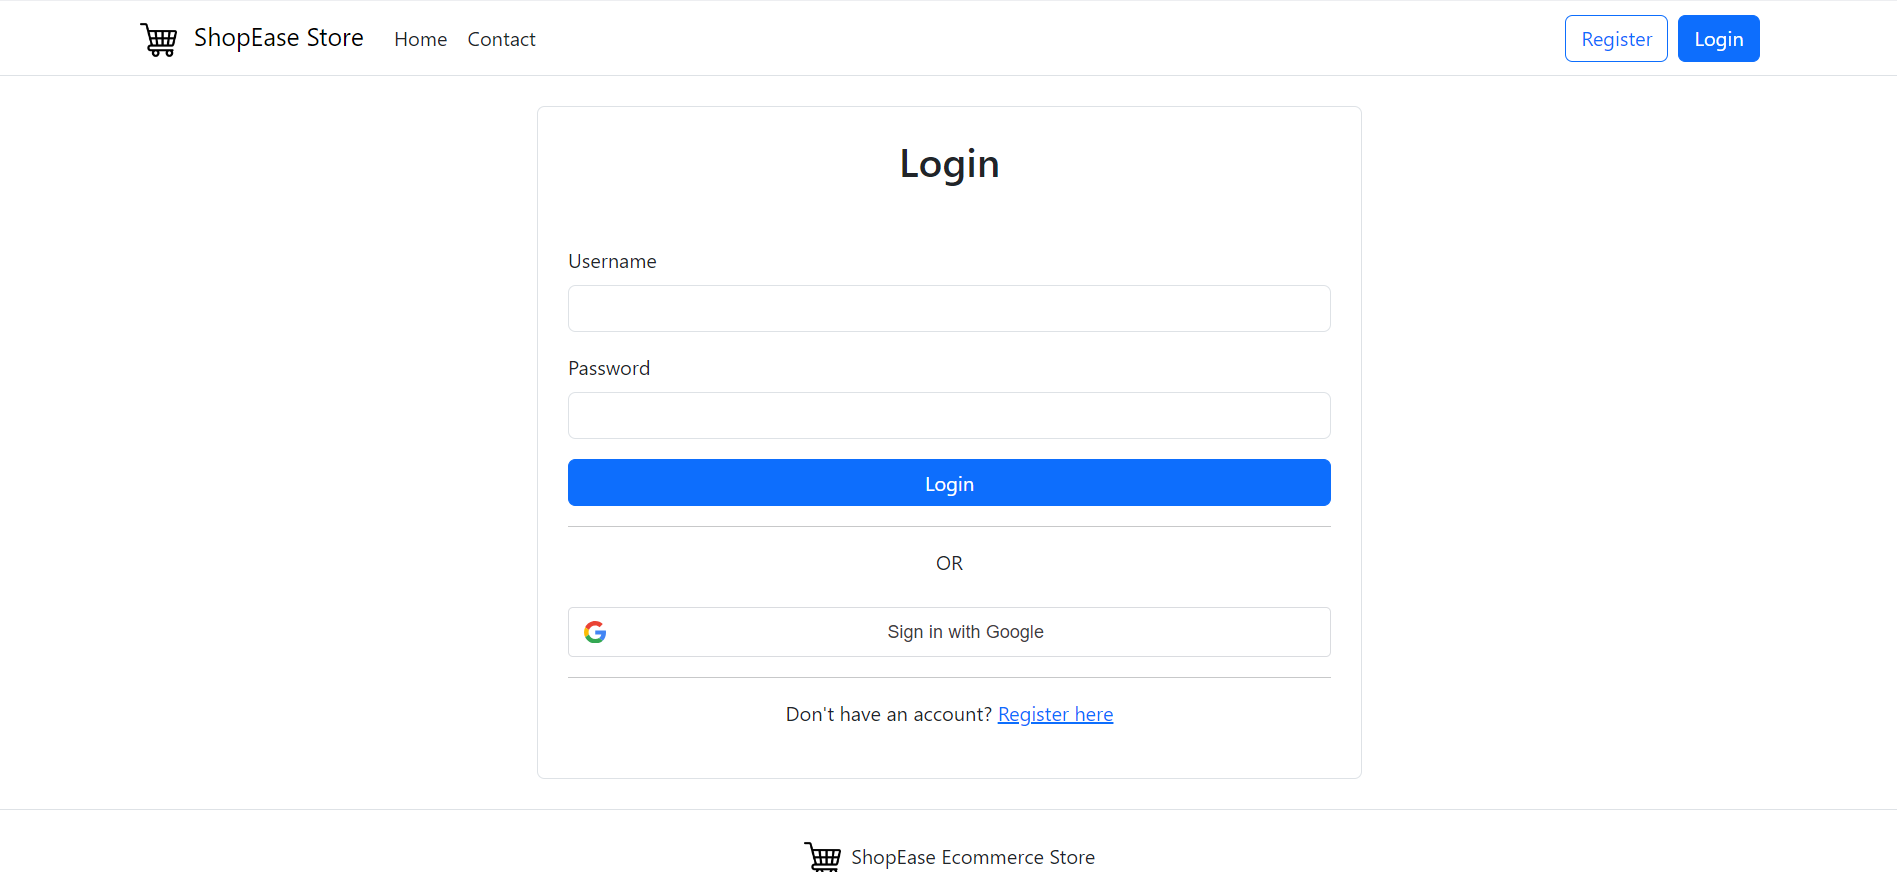 ShopEase Store Home Contact Register Login
Login
Username
Password
Login
OR
Sign in with Google
Don't have an account? Register here
ShopEase Ecommerce Store